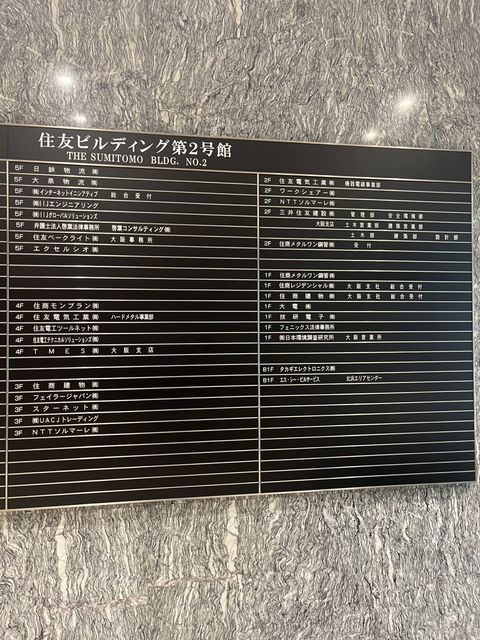 住友ビルディング第2号館
THE SUMITOMO BLDG. NO.2
5F 日鉄物流㈱
5F 大泉物流㈱
5F ㈱インターネットイニシアティブ 総合受付
5F ㈱IIJエンジニアリング
5F ㈱IIJグローバルソリューションズ
5F 弁護士法人啓葉法律事務所 啓葉コンサルティング㈱
5F 住友ベークライト㈱ 大阪事務所
5F エクセルシオ㈱
4F 住商モンブラン㈱
4F 住友電気工業㈱ ハードメタル事業部
4F 住友電工ツールネット㈱
4F 住友電工テクニカルソリューションズ㈱
4F TMES㈱ 大阪支店
3F 住商建物㈱
3F フェイラージャパン㈱
3F スターネット㈱
3F ㈱UACJトレーディング
3F NTTソルマーレ㈱
2F 住友電気工業㈱ 機器電線事業部
2F ワークシェアー㈱
2F NTTソルマーレ㈱
2F 三井住友建設㈱ 管理部 安全環境部
大阪支店 土木営業部 建築営業部
土木部 建築部 設計部
2F 住商メタルワン鋼管㈱ 受付
1F 住商メタルワン鋼管㈱
1F 住商レジデンシャル㈱ 大阪支社 総合受付
1F 住商建物㈱ 大阪支社 総合受付
1F 大電㈱
1F 技研電子㈱
1F フェニックス法律事務所
1F ㈱日本環境調査研究所 大阪営業所
B1F タカギエレクトロニクス㈱
B1F エス・シー・ビルサービス 北浜エリアセンター